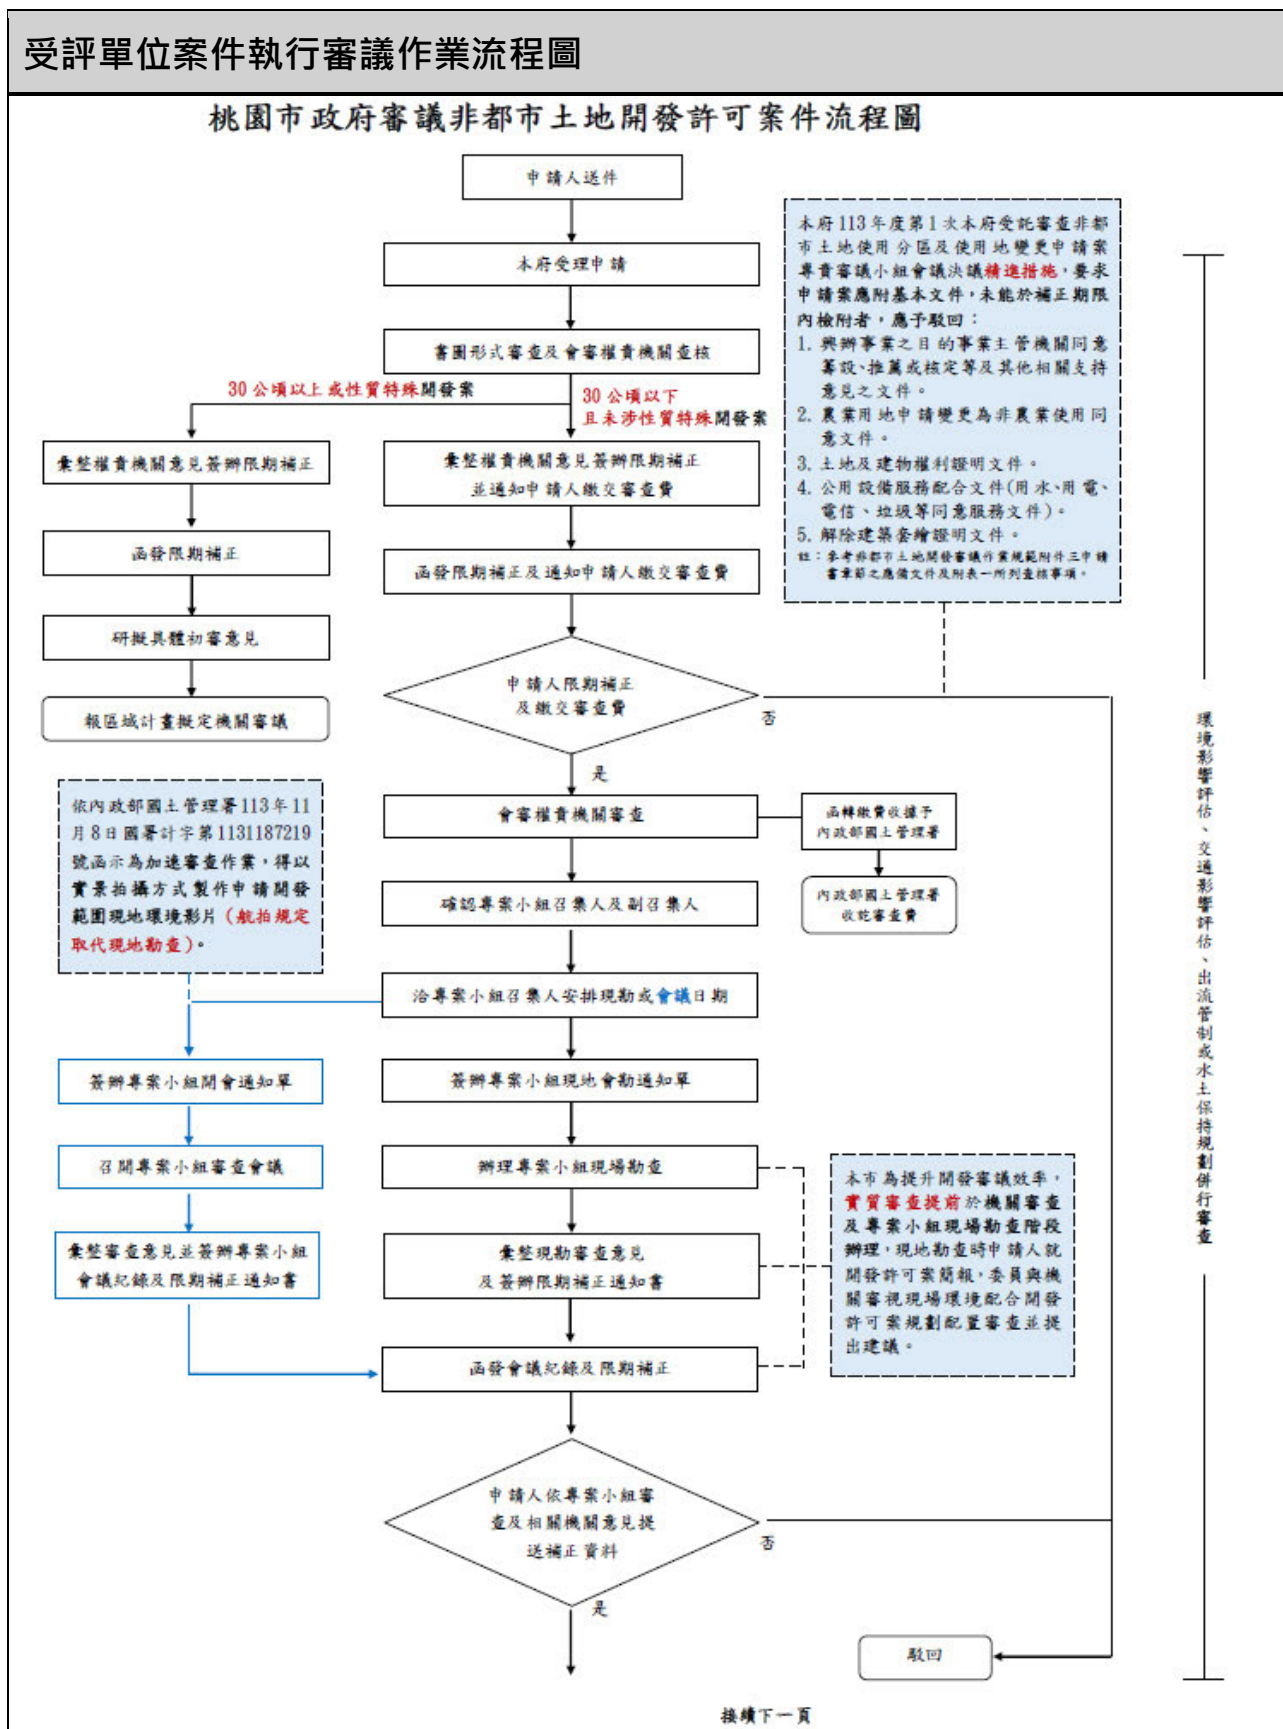 受評單位案件執行審議作業流程圖
桃園市政府審議非都市土地開發許可案件流程圖
申請人送件
本府受理申請
書圖形式審查及會審權責機關查核
30公頃以上或性質特殊開發案
30公頃以下
且未涉性質特殊開發案
彙整權責機關意見簽辦限期補正
函發限期補正
研擬具體初審意見
報區域計畫擬定機關審議
彙整權責機關意見簽辦限期補正
並通知申請人繳交審查費
函發限期補正及通知申請人繳交審查費
申請人限期補正
及繳交審查費
否
是
本府113年度第1次本府受託審查非都
市土地使用分區及使用地變更申請案
專責審議小組會議決議精進措施，要求
申請案應附基本文件，未能於補正期限
內檢附者，應予駁回：
1. 興辦事業之目的事業主管機關同意
籌設、推薦或核定等及其他相關支持
意見之文件。
2. 農業用地申請變更為非農業使用同
意文件。
3. 土地及建物權利證明文件。
4. 公用設備服務配合文件(用水、用電、
電信、垃圾等同意服務文件)。
5. 解除建築套繪證明文件。
註：參考非都市土地開發審議作業規範附件三申請
書章節之應備文件及附表一所列查核事項。
會審權責機關審查
函轉繳費收據予
內政部國土管理署
內政部國土管理署
收訖審查費
確認專案小組召集人及副召集人
依內政部國土管理署113年11
月8日國署計字第1131187219
號函示為加速審查作業，得以
實景拍攝方式製作申請開發
範圍現地環境影片（航拍規定
取代現地勘查）。
洽專案小組召集人安排現勘或會議日期
簽辦專案小組開會通知單
召開專案小組審查會議
彙整審查意見並簽辦專案小組
會議紀錄及限期補正通知書
簽辦專案小組現地會勘通知單
辦理專案小組現場勘查
彙整現勘審查意見
及簽辦限期補正通知書
函發會議紀錄及限期補正
本市為提升開發審議效率，
實質審查提前於機關審查
及專案小組現場勘查階段
辦理，現地勘查時申請人就
開發許可案簡報，委員與機
關審視現場環境配合開發
許可案規劃配置審查並提
出建議。
申請人依專案小組審
查及相關機關意見提
送補正資料
否
是
駁回
環境影響評估、交通影響評估、出流管制或水土保持規劃併行審查
接續下一頁